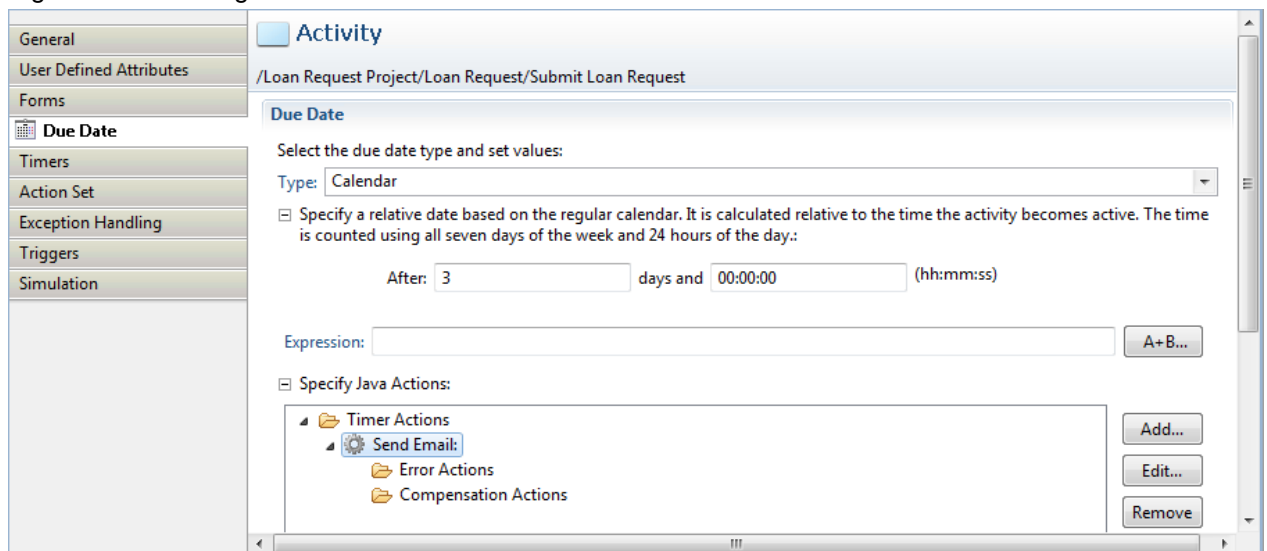 General
User Defined Attributes
Forms
Due Date
Timers
Action Set
Exception Handling
Triggers
Simulation
Activity
/Loan Request Project/Loan Request/Submit Loan Request
Due Date
Select the due date type and set values:
Type: Calendar
Specify a relative date based on the regular calendar. It is calculated relative to the time the activity becomes active. The time
is counted using all seven days of the week and 24 hours of the day.:
After: 3 days and 00:00:00 (hh:mm:ss)
Expression: A+B...
Specify Java Actions:
Timer Actions
Send Email:
Error Actions
Compensation Actions
Add...
Edit...
Remove